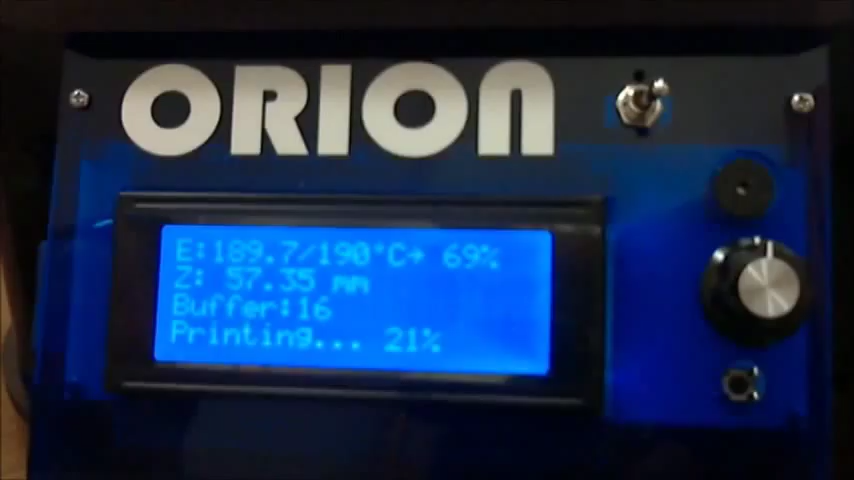 ORION
E:189.7/190°C→ 69%
Z: 57.35 mm
Buffer:16
Printing... 21%